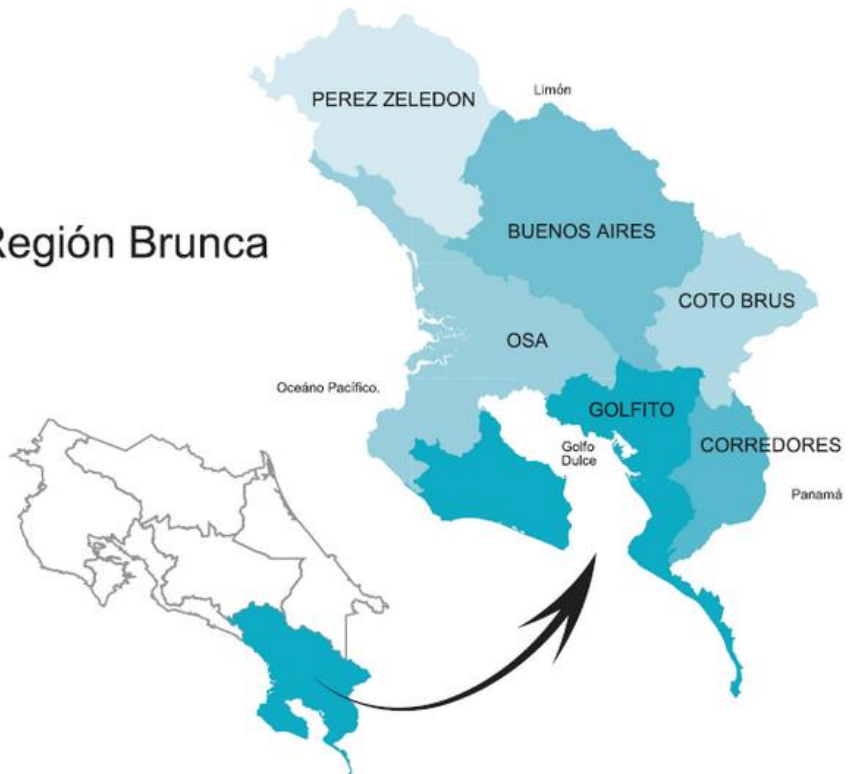 PEREZ ZELEDON
Limón
Región Brunca
BUENOS AIRES
COTO BRUS
OSA
Oceáno Pacífico.
GOLFITO
Golfo
Dulce
CORREDORES
Panamá